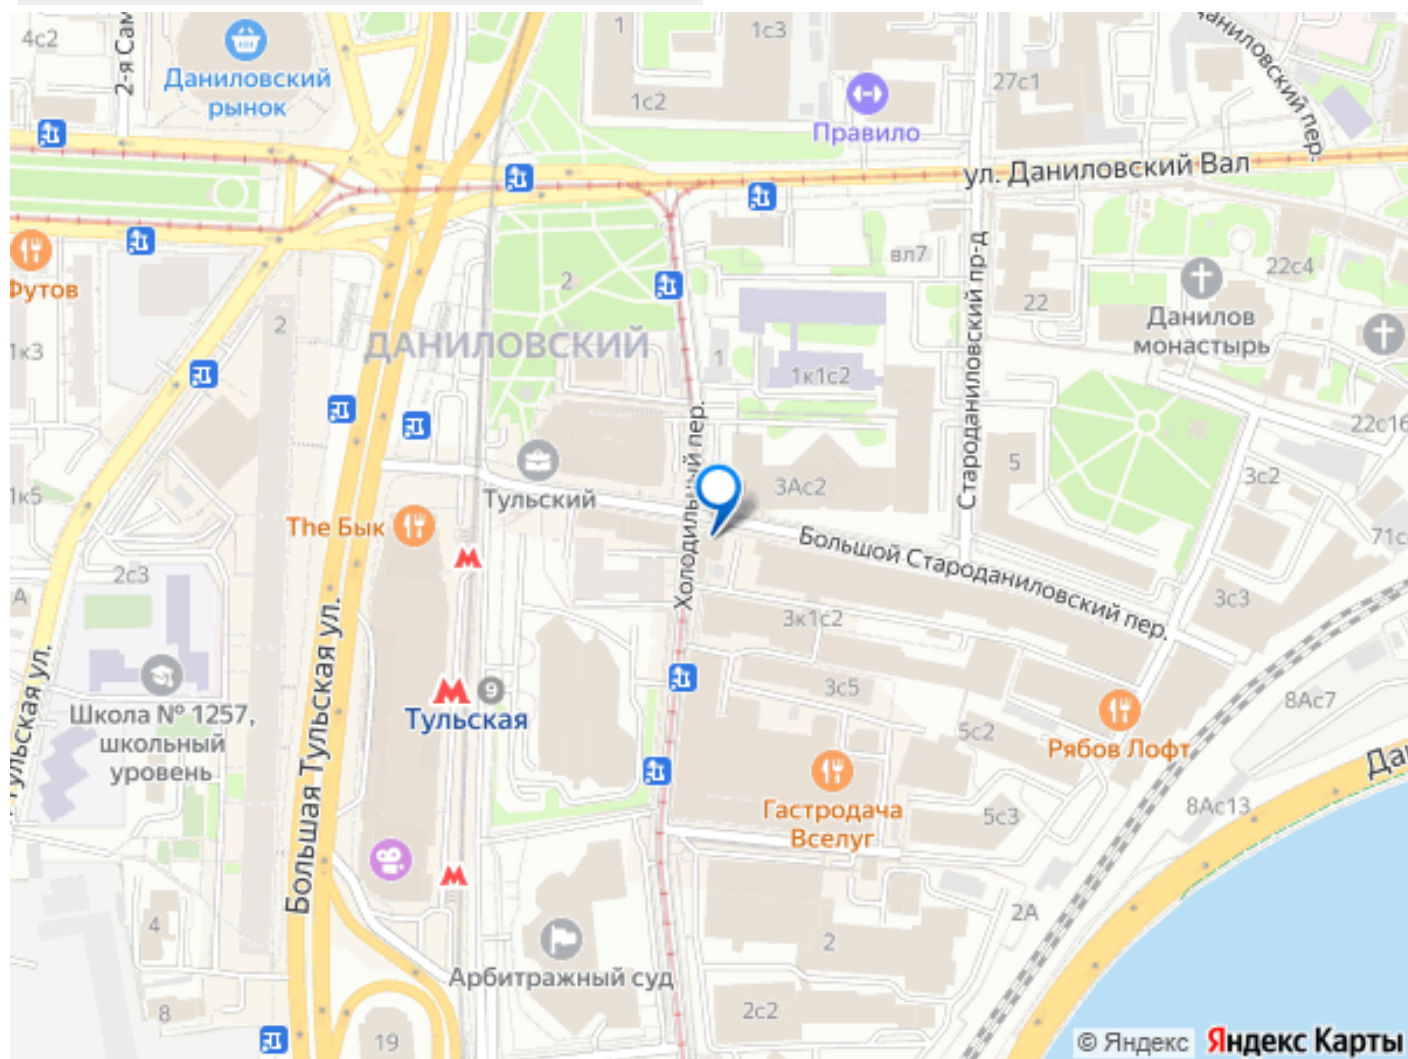 4с2
2-я Сам
1
1с3
Даниловский
рынок
1с2
27с1
Даниловский пер.
Правило
ул. Даниловский Вал
Футов
2
вл7
22с4
2
22
Данилов
монастырь
1к3
ДАНИЛОВСКИЙ
1
1к1с2
Староданиловский пр-д
22с16
Холодильный пер.
5
3с2
1к5
Тульский
3Ас2
The Бык
Большой Староданиловский пер.
71с
2с3
А
3с3
3к1с2
Большая Тульская ул.
Тульская ул.
9
Тульская
3с5
8Ас7
Школа № 1257,
школьный
уровень
5с2
Рябов Лофт
Да
Гастродача
Вселуг
5с3
8Ас13
4
2А
2
Арбитражный суд
8
19
2с2
© Яндекс Яндекс Карты